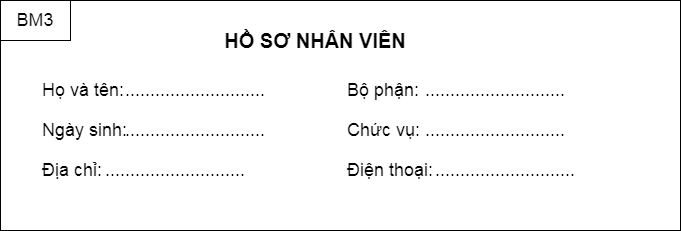 BM3
HỒ SƠ NHÂN VIÊN
Họ và tên:............................ Bộ phận: ............................
Ngày sinh:............................ Chức vụ: ............................
Địa chỉ: ............................ Điện thoại:............................